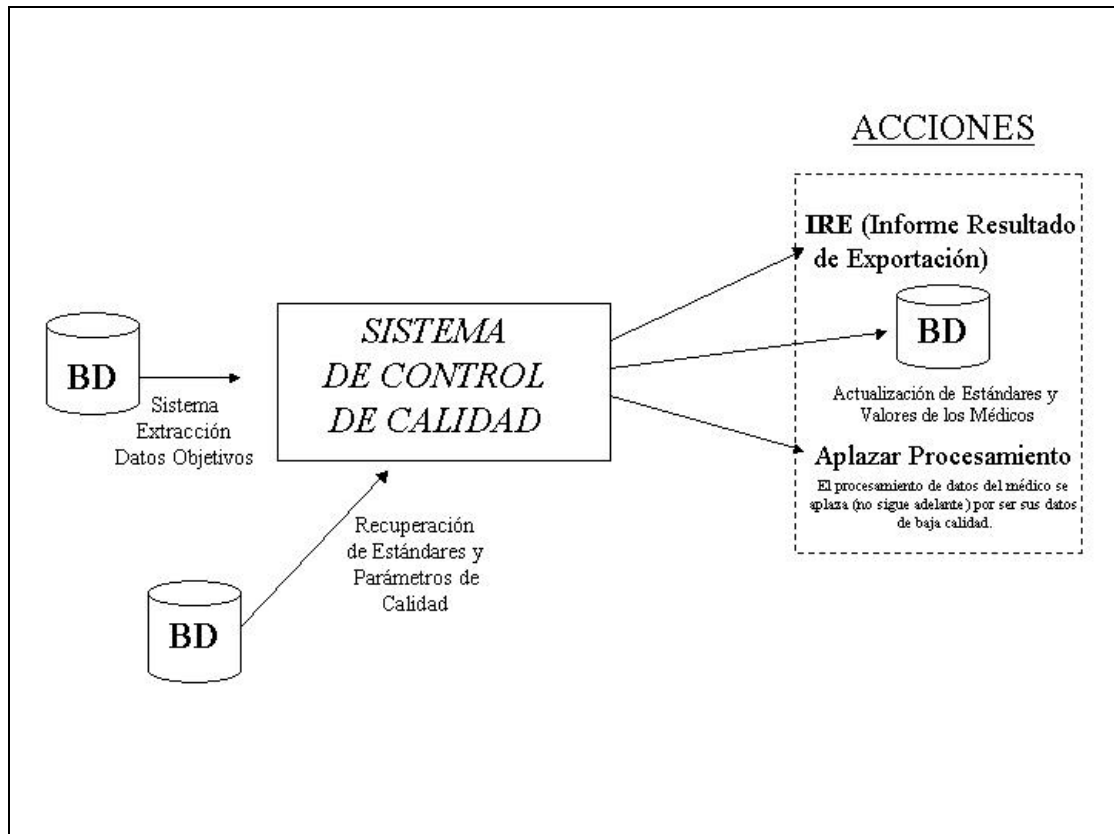 ACCIONES
IRE (Informe Resultado
de Exportación)
BD
Actualización de Estándares y
Valores de los Médicos
Aplazar Procesamiento
El procesamiento de datos del médico se
aplaza (no sigue adelante) por ser sus datos
de baja calidad.
SISTEMA
DE CONTROL
DE CALIDAD
BD
Sistema
Extracción
Datos Objetivos
Recuperación
de Estándares y
Parámetros de
Calidad
BD